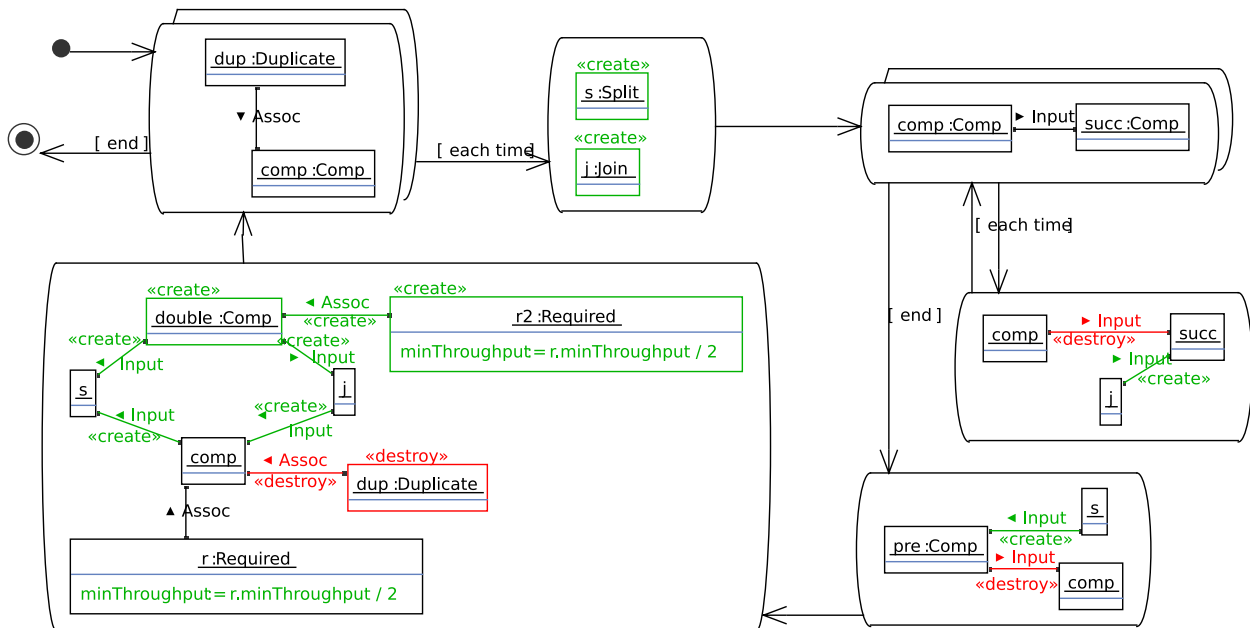 dup :Duplicate
▼ Assoc
comp :Comp
[ end ]
[ each time ]
«create»
s :Split
«create»
j :Join
comp :Comp
► Input
succ :Comp
[ each time ]
[ end ]
comp
► Input
«destroy»
succ
► Input
«create»
j
s
◄ Input
«create»
pre :Comp
► Input
«destroy»
comp
«create»
double :Comp
◄ Assoc
«create»
«create»
r2 :Required
minThroughput := r.minThroughput / 2
«create»
◄ Input
«create»
► Input
s
j
◄ Input
«create»
«create»
◄ Input
comp
◄ Assoc
«destroy»
«destroy»
dup :Duplicate
▲ Assoc
r :Required
minThroughput := r.minThroughput / 2